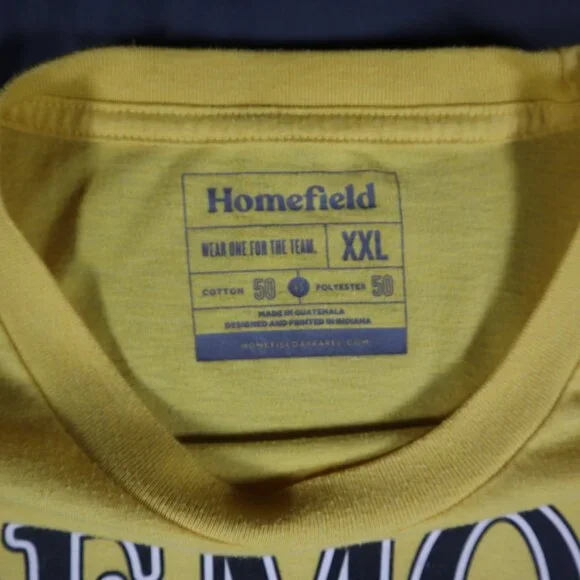 Homefield
WEAR ONE FOR THE TEAM. XXL
COTTON 50 POLYESTER 50
MADE IN GUATEMALA
DESIGNED AND PRINTED IN INDIANA
HOMEFIELDAPPAREL.COM